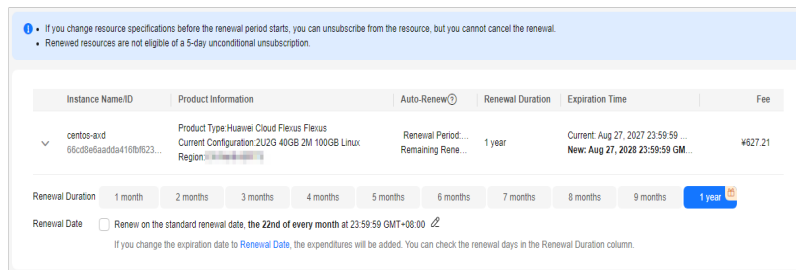 If you change resource specifications before the renewal period starts, you can unsubscribe from the resource, but you cannot cancel the renewal.
Renewed resources are not eligible of a 5-day unconditional unsubscription.
Instance Name/ID Product Information Auto-Renew Renewal Duration Expiration Time Fee
centos-axd
66cd8e6aadda416fbf623...
Product Type:Huawei Cloud Flexus Flexus
Current Configuration:2U2G 40GB 2M 100GB Linux
Region:
Renewal Period:...
Remaining Rene...
1 year
Current: Aug 27, 2027 23:59:59 ...
New: Aug 27, 2028 23:59:59 GM...
¥627.21
Renewal Duration 1 month 2 months 3 months 4 months 5 months 6 months 7 months 8 months 9 months 1 year
Renewal Date Renew on the standard renewal date, the 22nd of every month at 23:59:59 GMT+08:00
If you change the expiration date to Renewal Date, the expenditures will be added. You can check the renewal days in the Renewal Duration column.